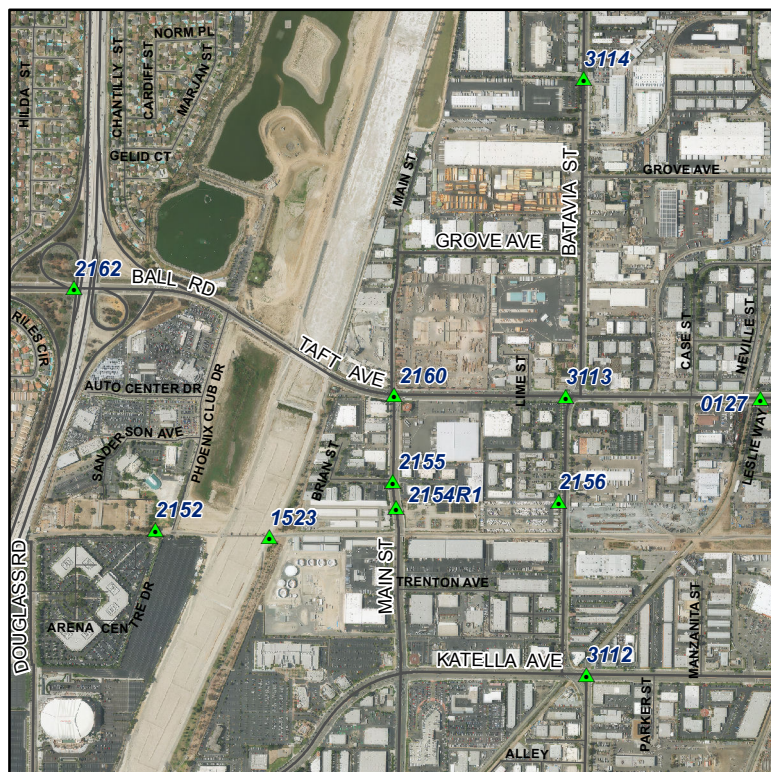 HILDA ST
CHANTILLY ST
CARDIFF ST
NORM PL
MARJAN ST
GELID CT
3114
MAIN ST
BATAVIA ST
GROVE AVE
GROVE AVE
2162
BALL RD
RILES CIR
TAFT AVE
AUTO CENTER DR
PHOENIX CLUB DR
SANDERSON AVE
2160
LIME ST
3113
CASE ST
NEVILLE ST
0127
LESLIE WAY
BRIAN ST
2155
2154R1
2156
2152
1523
DOUGLASS RD
ARENA CENTRE DR
MAIN ST
TRENTON AVE
MANZANITA ST
KATELLA AVE
3112
PARKER ST
ALLEY